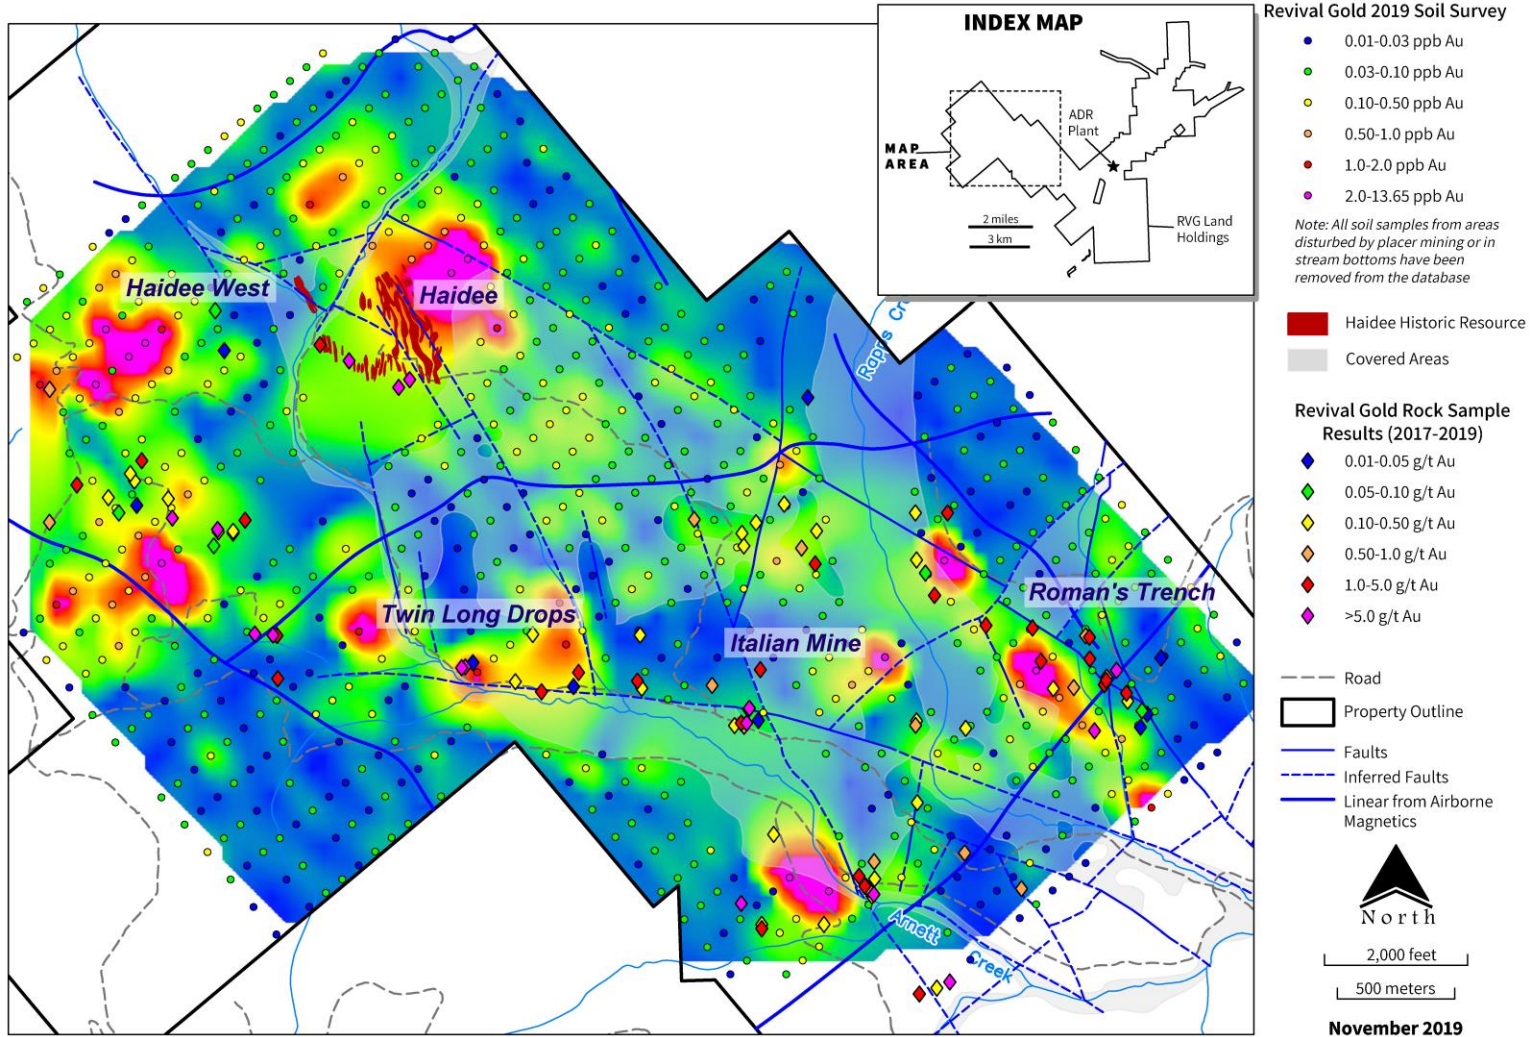 INDEX MAP
ADR
Plant
MAP
AREA
2 miles
3 km
RVG Land
Holdings
Haidee West
Haidee
Rapps Cr
Twin Long Drops
Italian Mine
Roman's Trench
Arnett
Creek
Revival Gold 2019 Soil Survey
0.01-0.03 ppb Au
0.03-0.10 ppb Au
0.10-0.50 ppb Au
0.50-1.0 ppb Au
1.0-2.0 ppb Au
2.0-13.65 ppb Au
Note: All soil samples from areas
disturbed by placer mining or in
stream bottoms have been
removed from the database
Haidee Historic Resource
Covered Areas
Revival Gold Rock Sample
Results (2017-2019)
0.01-0.05 g/t Au
0.05-0.10 g/t Au
0.10-0.50 g/t Au
0.50-1.0 g/t Au
1.0-5.0 g/t Au
>5.0 g/t Au
Road
Property Outline
Faults
Inferred Faults
Linear from Airborne
Magnetics
North
2,000 feet
500 meters
November 2019